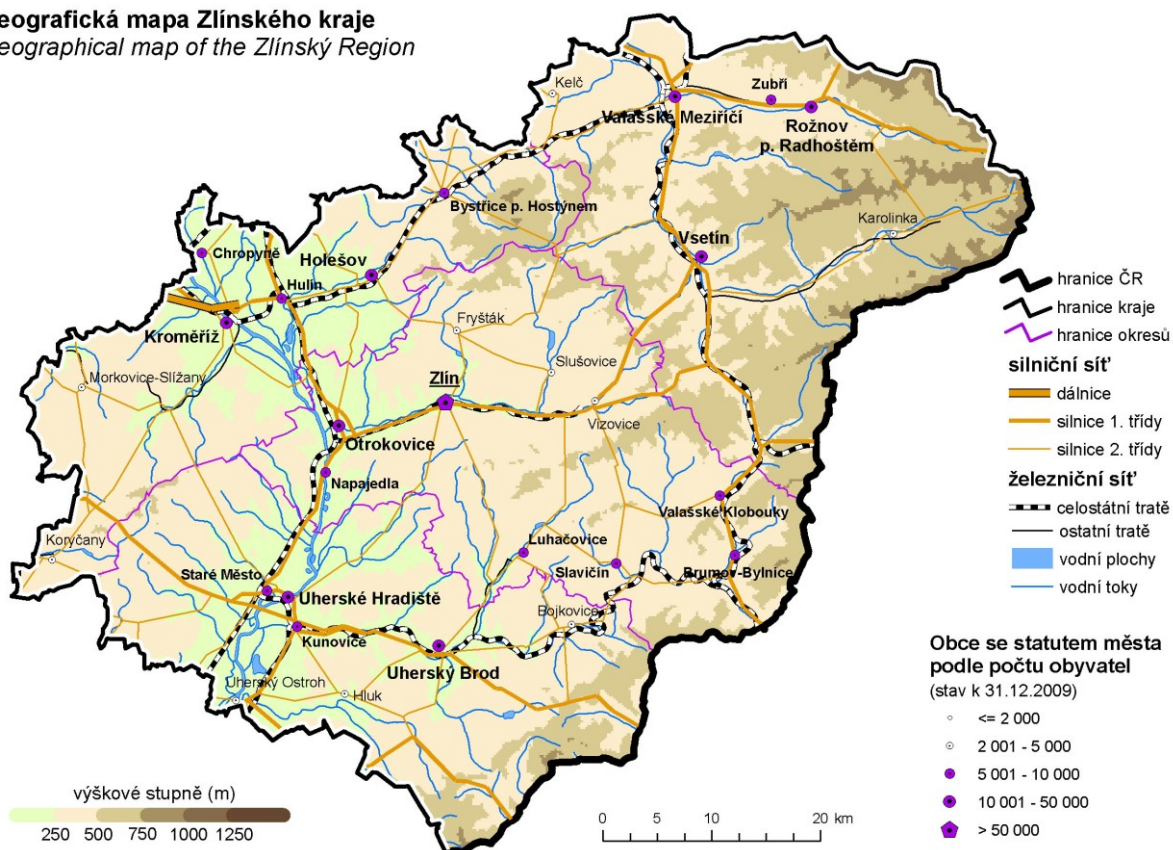 eografická mapa Zlínského kraje
eographical map of the Zlínský Region
Kelč
Zubří
Valašské Meziříčí
Rožnov
p. Radhoštěm
Bystřice p. Hostýnem
Karolinka
Vsetín
Chropyně
Holešov
Hulín
Kroměříž
Fryšták
Slušovice
Morkovice-Slížany
Zlín
Vizovice
Otrokovice
Napajedla
Valašské Klobouky
Koryčany
Luhačovice
Slavičín
Brumov-Bylnice
Staré Město
Uherské Hradiště
Bojkovice
Kunovice
Uherský Brod
Uherský Ostroh
Hluk
hranice ČR
hranice kraje
hranice okresů
silniční síť
dálnice
silnice 1. třídy
silnice 2. třídy
železniční síť
celostátní tratě
ostatní tratě
vodní plochy
vodní toky
Obce se statutem města
podle počtu obyvatel
(stav k 31.12.2009)
<= 2 000
2 001 - 5 000
5 001 - 10 000
10 001 - 50 000
> 50 000
výškové stupně (m)
250 500 750 1000 1250
0 5 10 20 km